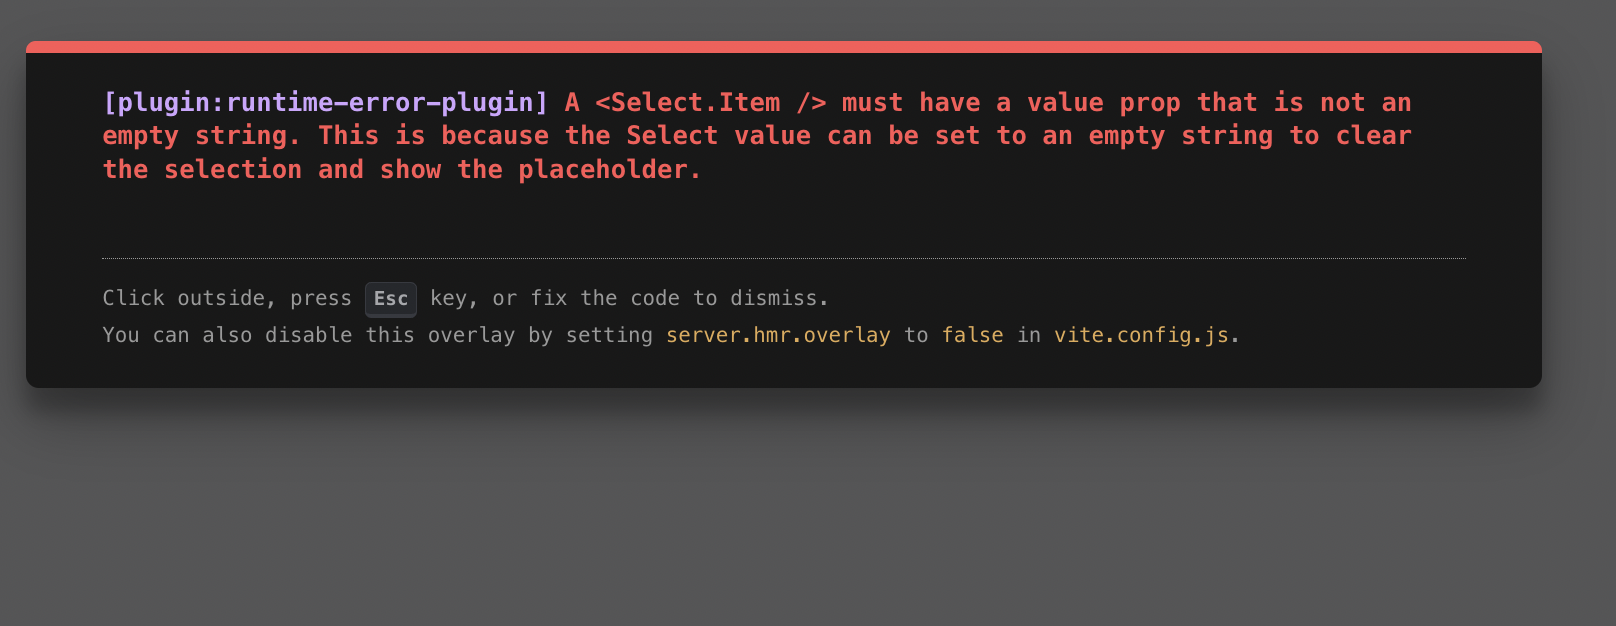 [plugin:runtime-error-plugin] A <Select.Item /> must have a value prop that is not an
empty string. This is because the Select value can be set to an empty string to clear
the selection and show the placeholder.
Click outside, press Esc key, or fix the code to dismiss.
You can also disable this overlay by setting server.hmr.overlay to false in vite.config.js.